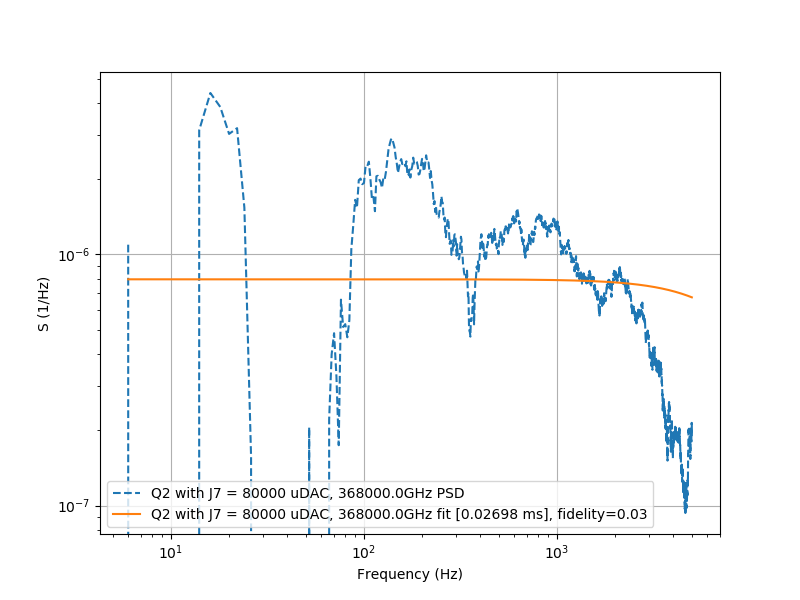 10⁻⁶
10⁻⁷
S (1/Hz)
Q2 with J7 = 80000 uDAC, 368000.0GHz PSD
Q2 with J7 = 80000 uDAC, 368000.0GHz fit [0.02698 ms], fidelity=0.03
10¹ 10² 10³
Frequency (Hz)